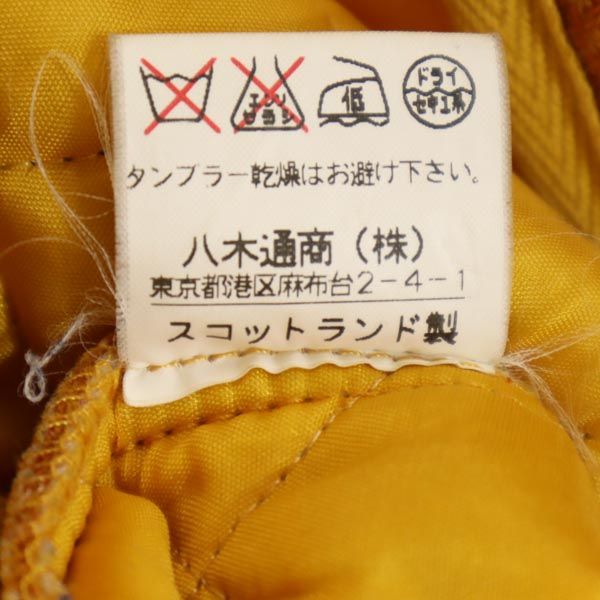 エンソ サラシ 低 ドライ セキユ系
タンブラー乾燥はお避け下さい。
八木通商（株）
東京都港区麻布台2-4-1
スコットランド製